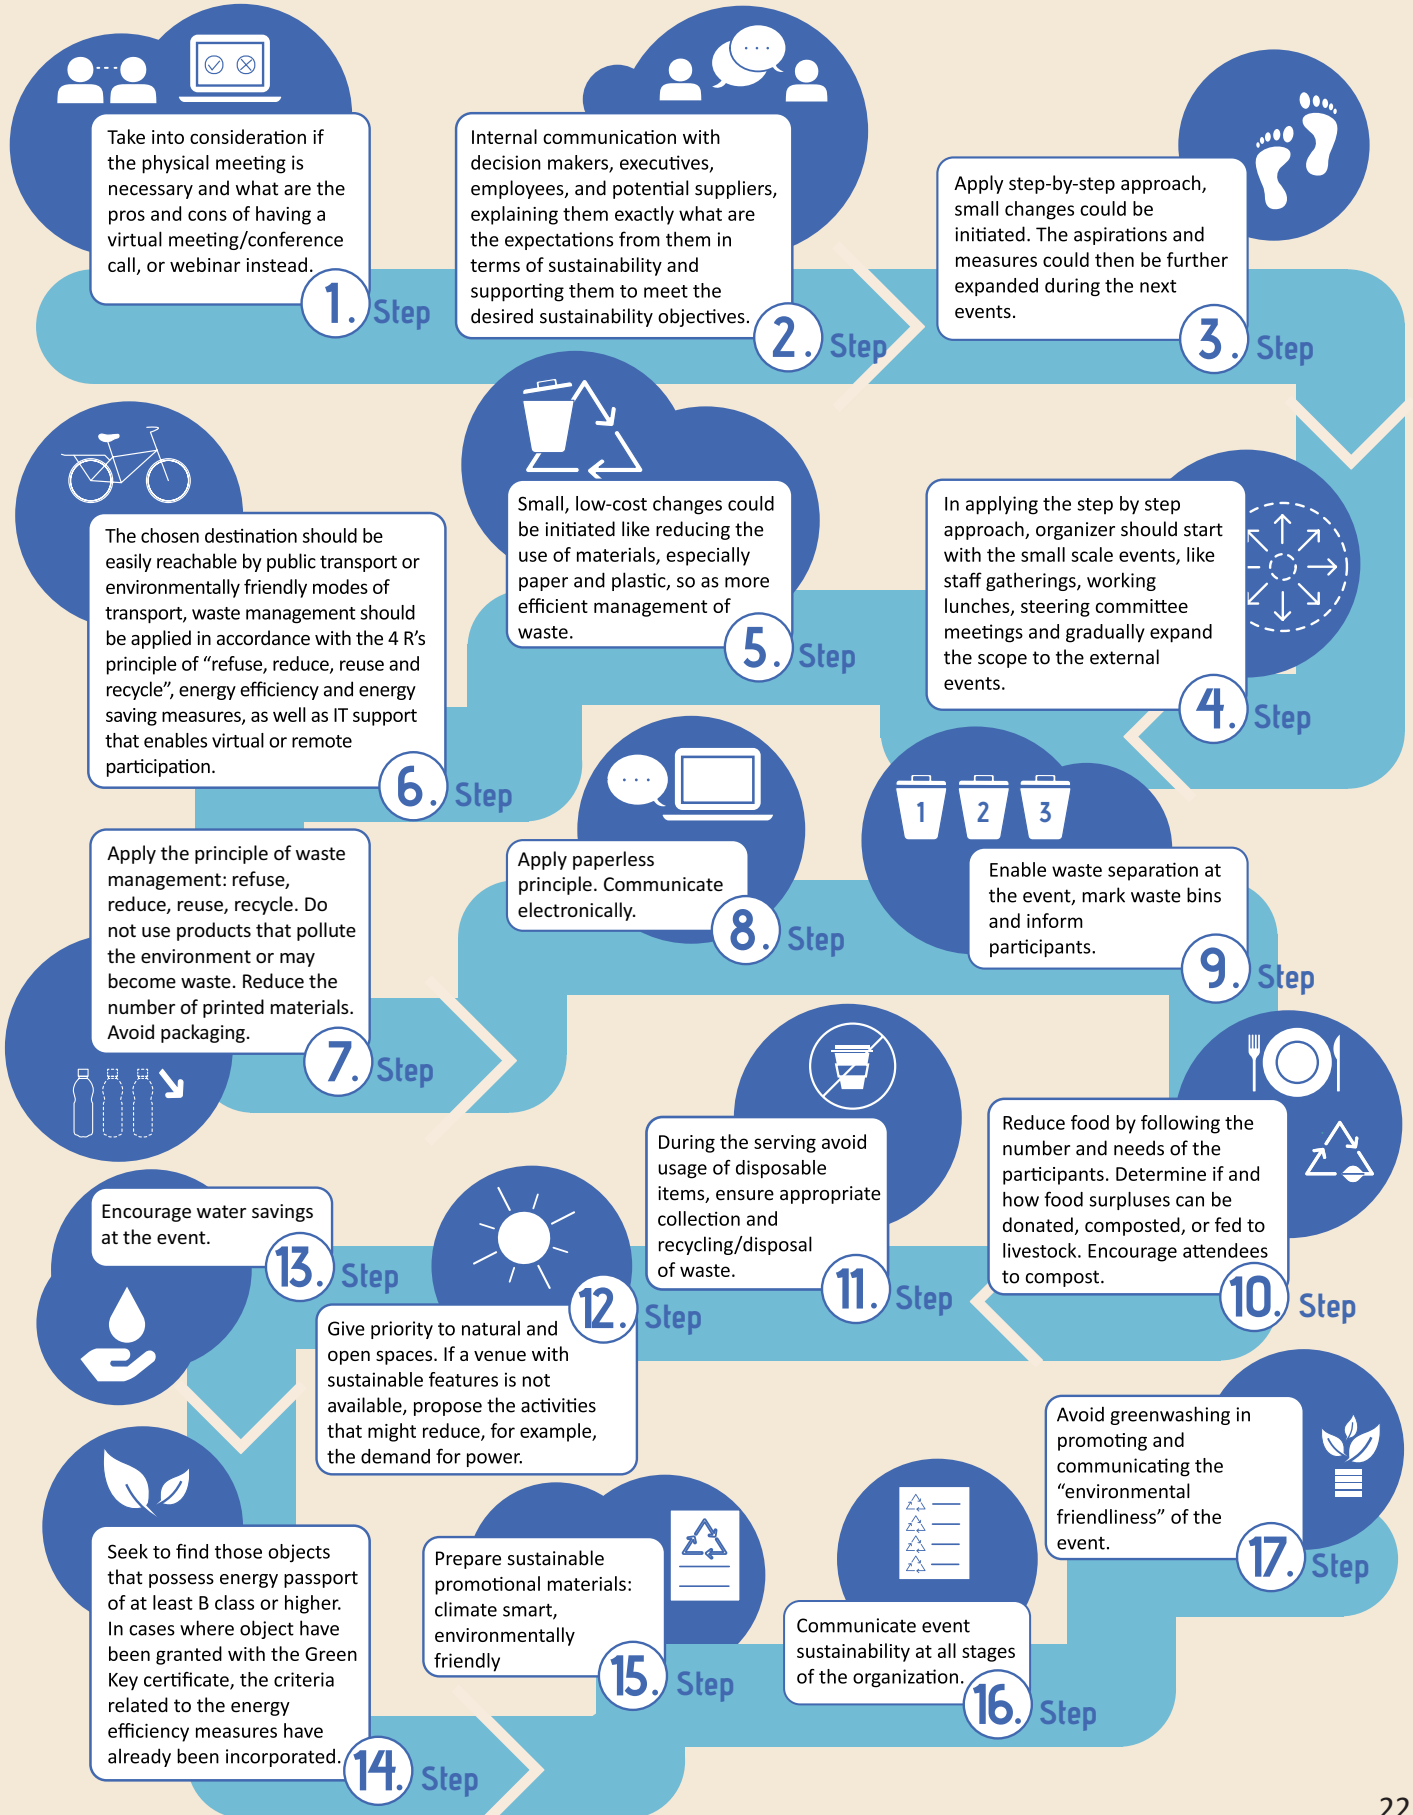 Take into consideration if
the physical meeting is
necessary and what are the
pros and cons of having a
virtual meeting/conference
call, or webinar instead.
1. Step
Internal communication with
decision makers, executives,
employees, and potential suppliers,
explaining them exactly what are
the expectations from them in
terms of sustainability and
supporting them to meet the
desired sustainability objectives.
2. Step
Apply step-by-step approach,
small changes could be
initiated. The aspirations and
measures could then be further
expanded during the next
events.
3. Step
In applying the step by step
approach, organizer should start
with the small scale events, like
staff gatherings, working
lunches, steering committee
meetings and gradually expand
the scope to the external
events.
4. Step
Small, low-cost changes could
be initiated like reducing the
use of materials, especially
paper and plastic, so as more
efficient management of
waste.
5. Step
The chosen destination should be
easily reachable by public transport or
environmentally friendly modes of
transport, waste management should
be applied in accordance with the 4 R’s
principle of “refuse, reduce, reuse and
recycle”, energy efficiency and energy
saving measures, as well as IT support
that enables virtual or remote
participation.
6. Step
Apply the principle of waste
management: refuse,
reduce, reuse, recycle. Do
not use products that pollute
the environment or may
become waste. Reduce the
number of printed materials.
Avoid packaging.
7. Step
Apply paperless
principle. Communicate
electronically.
8. Step
1 2 3
Enable waste separation at
the event, mark waste bins
and inform
participants.
9. Step
Reduce food by following the
number and needs of the
participants. Determine if and
how food surpluses can be
donated, composted, or fed to
livestock. Encourage attendees
to compost.
10. Step
During the serving avoid
usage of disposable
items, ensure appropriate
collection and
recycling/disposal
of waste.
11. Step
12. Step
Give priority to natural and
open spaces. If a venue with
sustainable features is not
available, propose the activities
that might reduce, for example,
the demand for power.
Encourage water savings
at the event.
13. Step
Seek to find those objects
that possess energy passport
of at least B class or higher.
In cases where object have
been granted with the Green
Key certificate, the criteria
related to the energy
efficiency measures have
already been incorporated.
14. Step
Prepare sustainable
promotional materials:
climate smart,
environmentally
friendly
15. Step
Communicate event
sustainability at all stages
of the organization.
16. Step
Avoid greenwashing in
promoting and
communicating the
“environmental
friendliness” of the
event.
17. Step
22